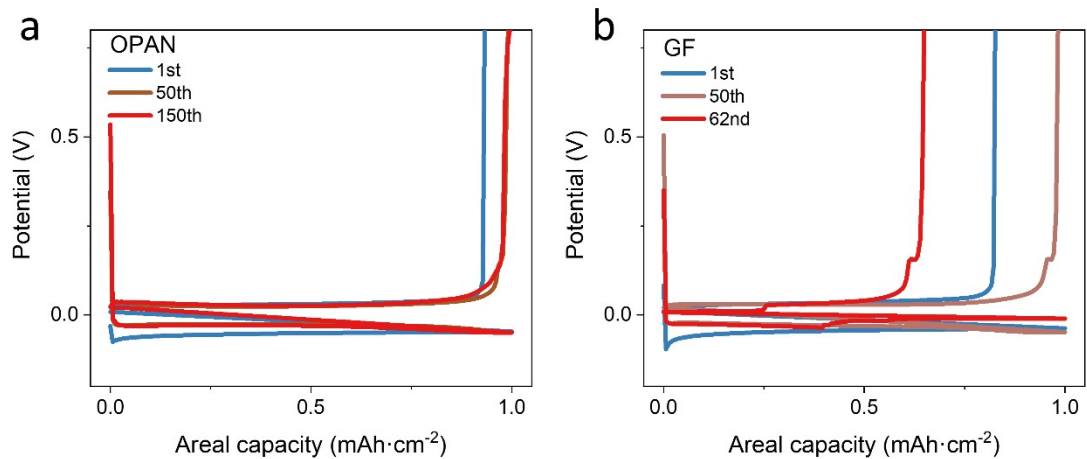 a
OPAN
1st
50th
150th
0.5
0.0
Potential (V)
0.0
0.5
1.0
Areal capacity (mAh·cm⁻²)
b
GF
1st
50th
62nd
0.5
0.0
Potential (V)
0.0
0.5
1.0
Areal capacity (mAh·cm⁻²)